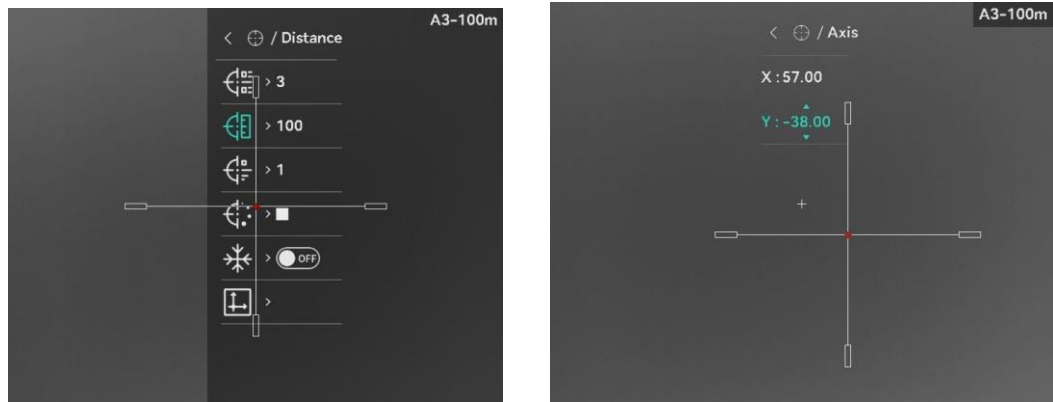 A3-100m
< / Distance
> 3
> 100
> 1
>
> OFF
>
A3-100m
< / Axis
X : 57.00
Y : -38.00